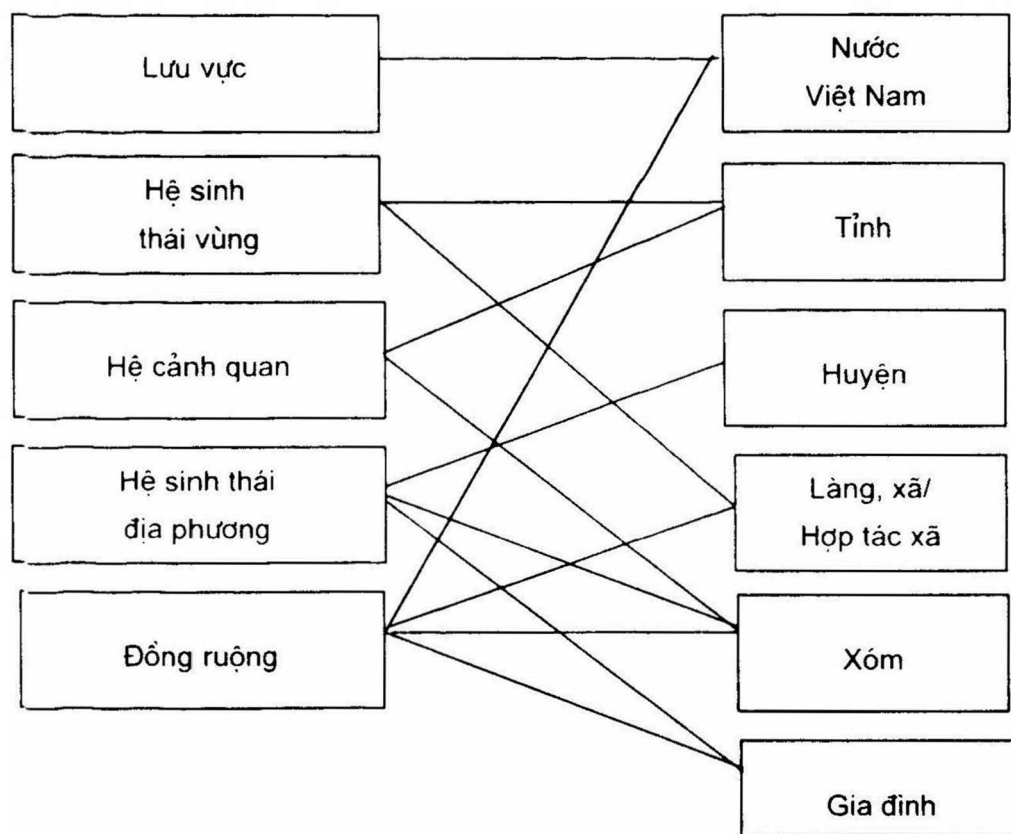 Lưu vực
Hệ sinh
thái vùng
Hệ cảnh quan
Hệ sinh thái
địa phương
Đồng ruộng
Nước
Việt Nam
Tỉnh
Huyện
Làng, xã/
Hợp tác xã
Xóm
Gia đình